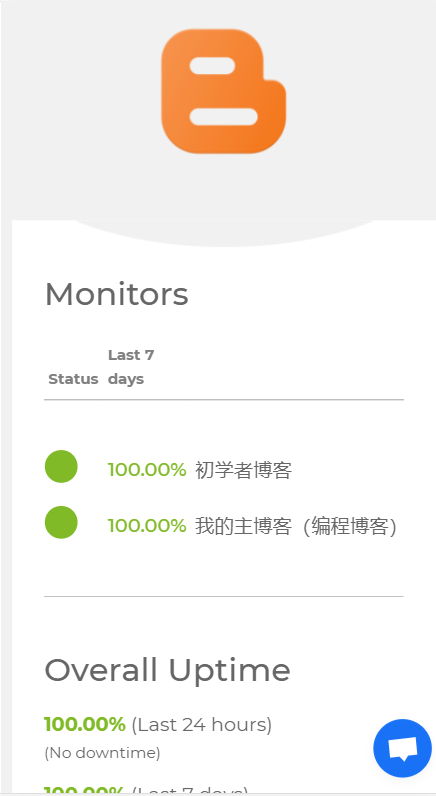 Monitors
Last 7
Status days
100.00% 初学者博客
100.00% 我的主博客（编程博客）
Overall Uptime
100.00% (Last 24 hours)
(No downtime)
100.00% (Last 7 days)